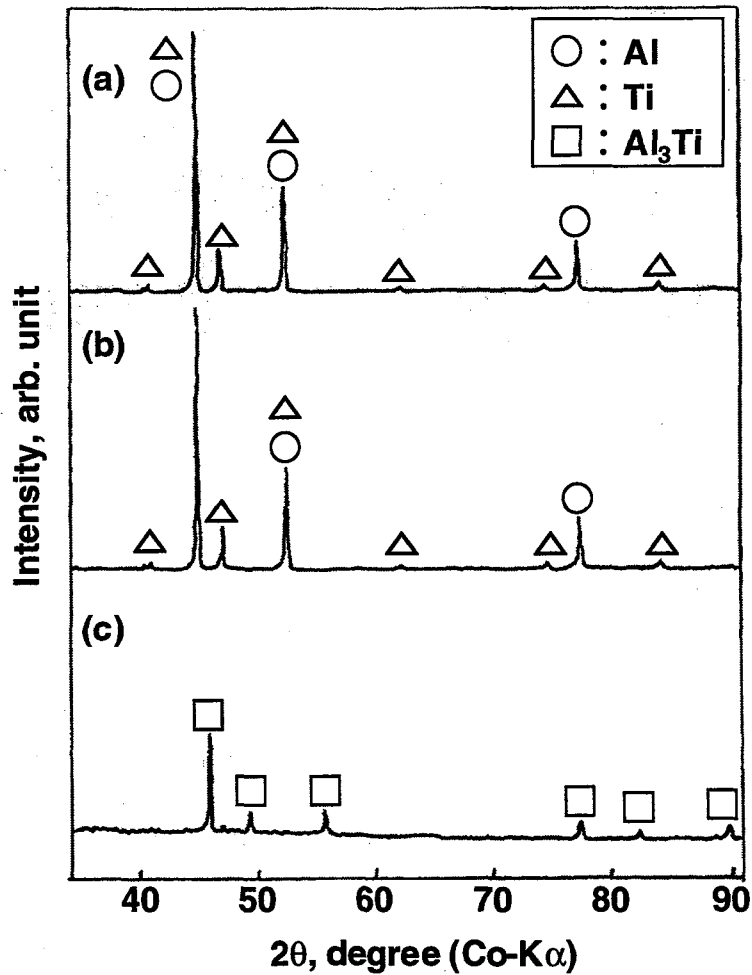 (a)
○ : Al
△ : Ti
□ : Al₃Ti
(b)
(c)
Intensity, arb. unit
40 50 60 70 80 90
2θ, degree (Co-Kα)